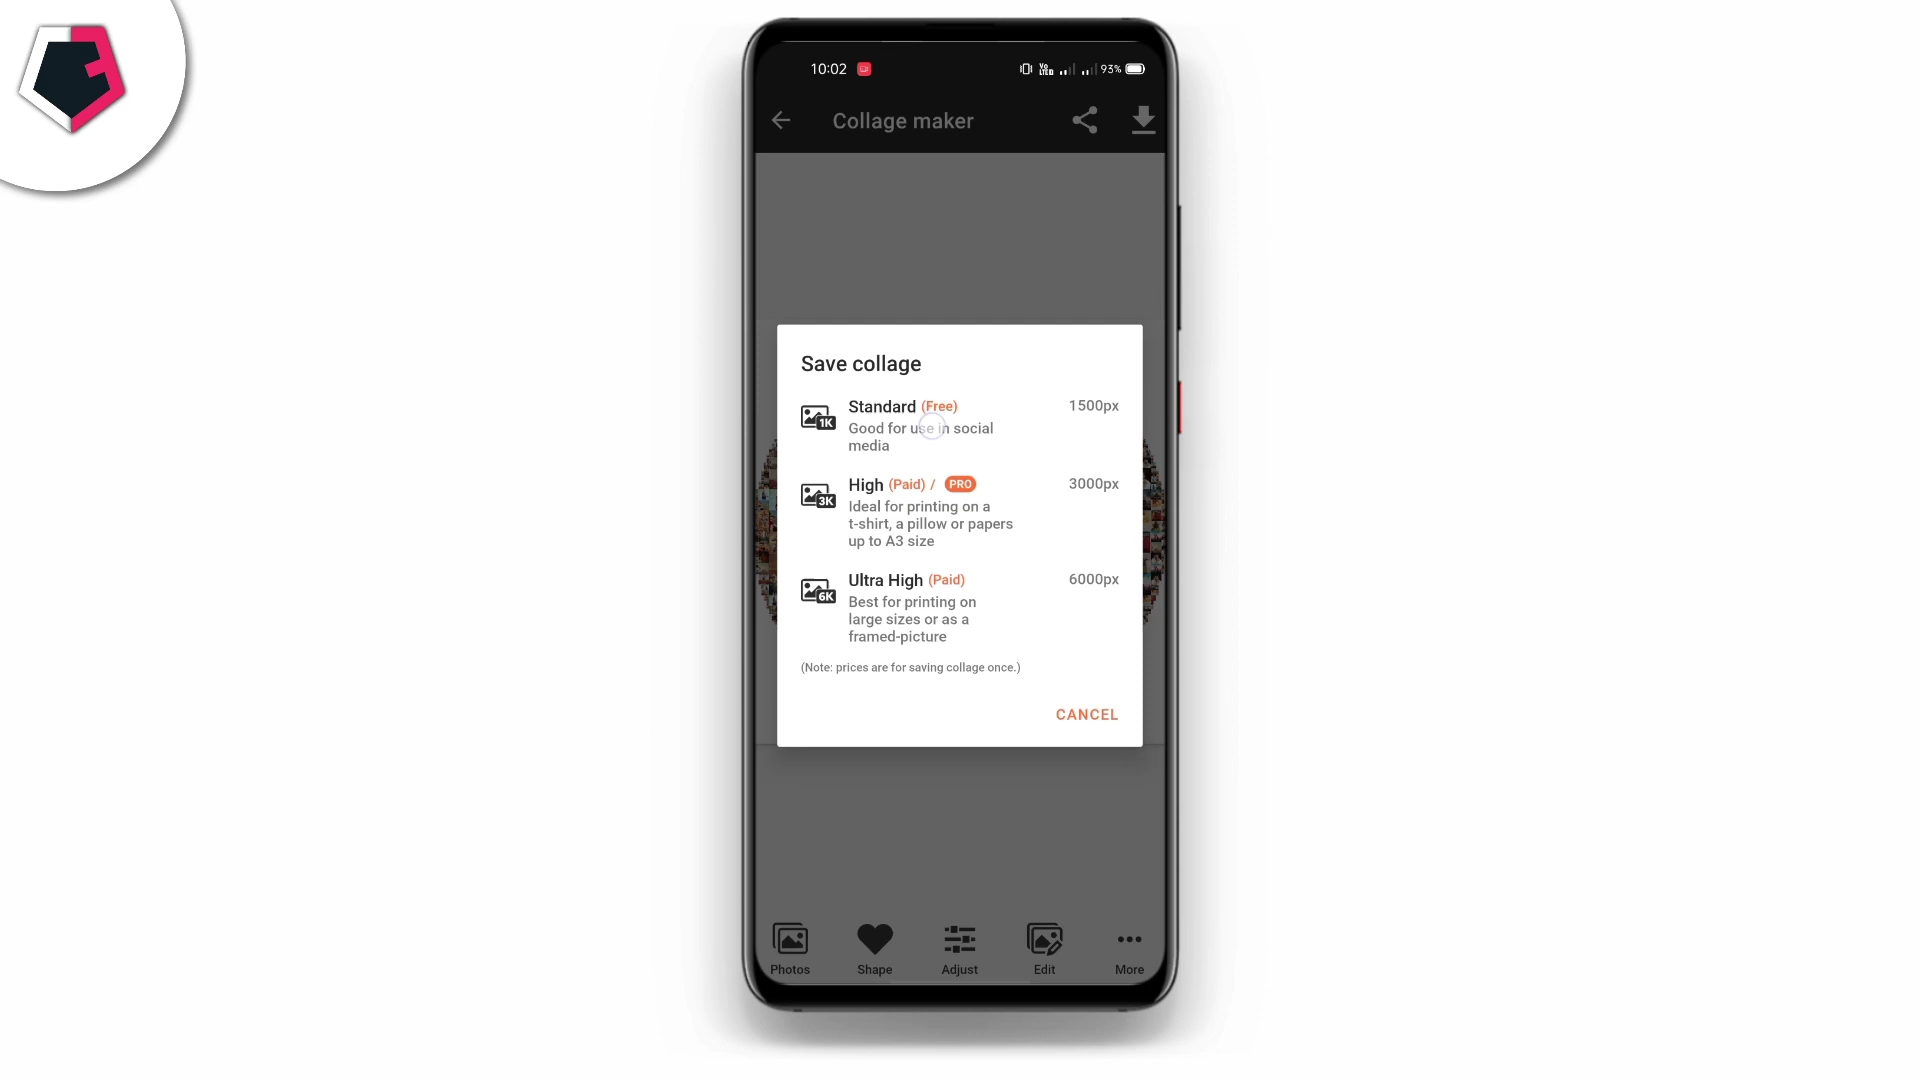 10:02
Vo
LTE
93%
Collage maker
Save collage
Standard (Free) 1500px
1K
Good for use in social
media
High (Paid) / PRO 3000px
3K
Ideal for printing on a
t-shirt, a pillow or papers
up to A3 size
Ultra High (Paid) 6000px
6K
Best for printing on
large sizes or as a
framed-picture
(Note: prices are for saving collage once.)
CANCEL
Photos Shape Adjust Edit More